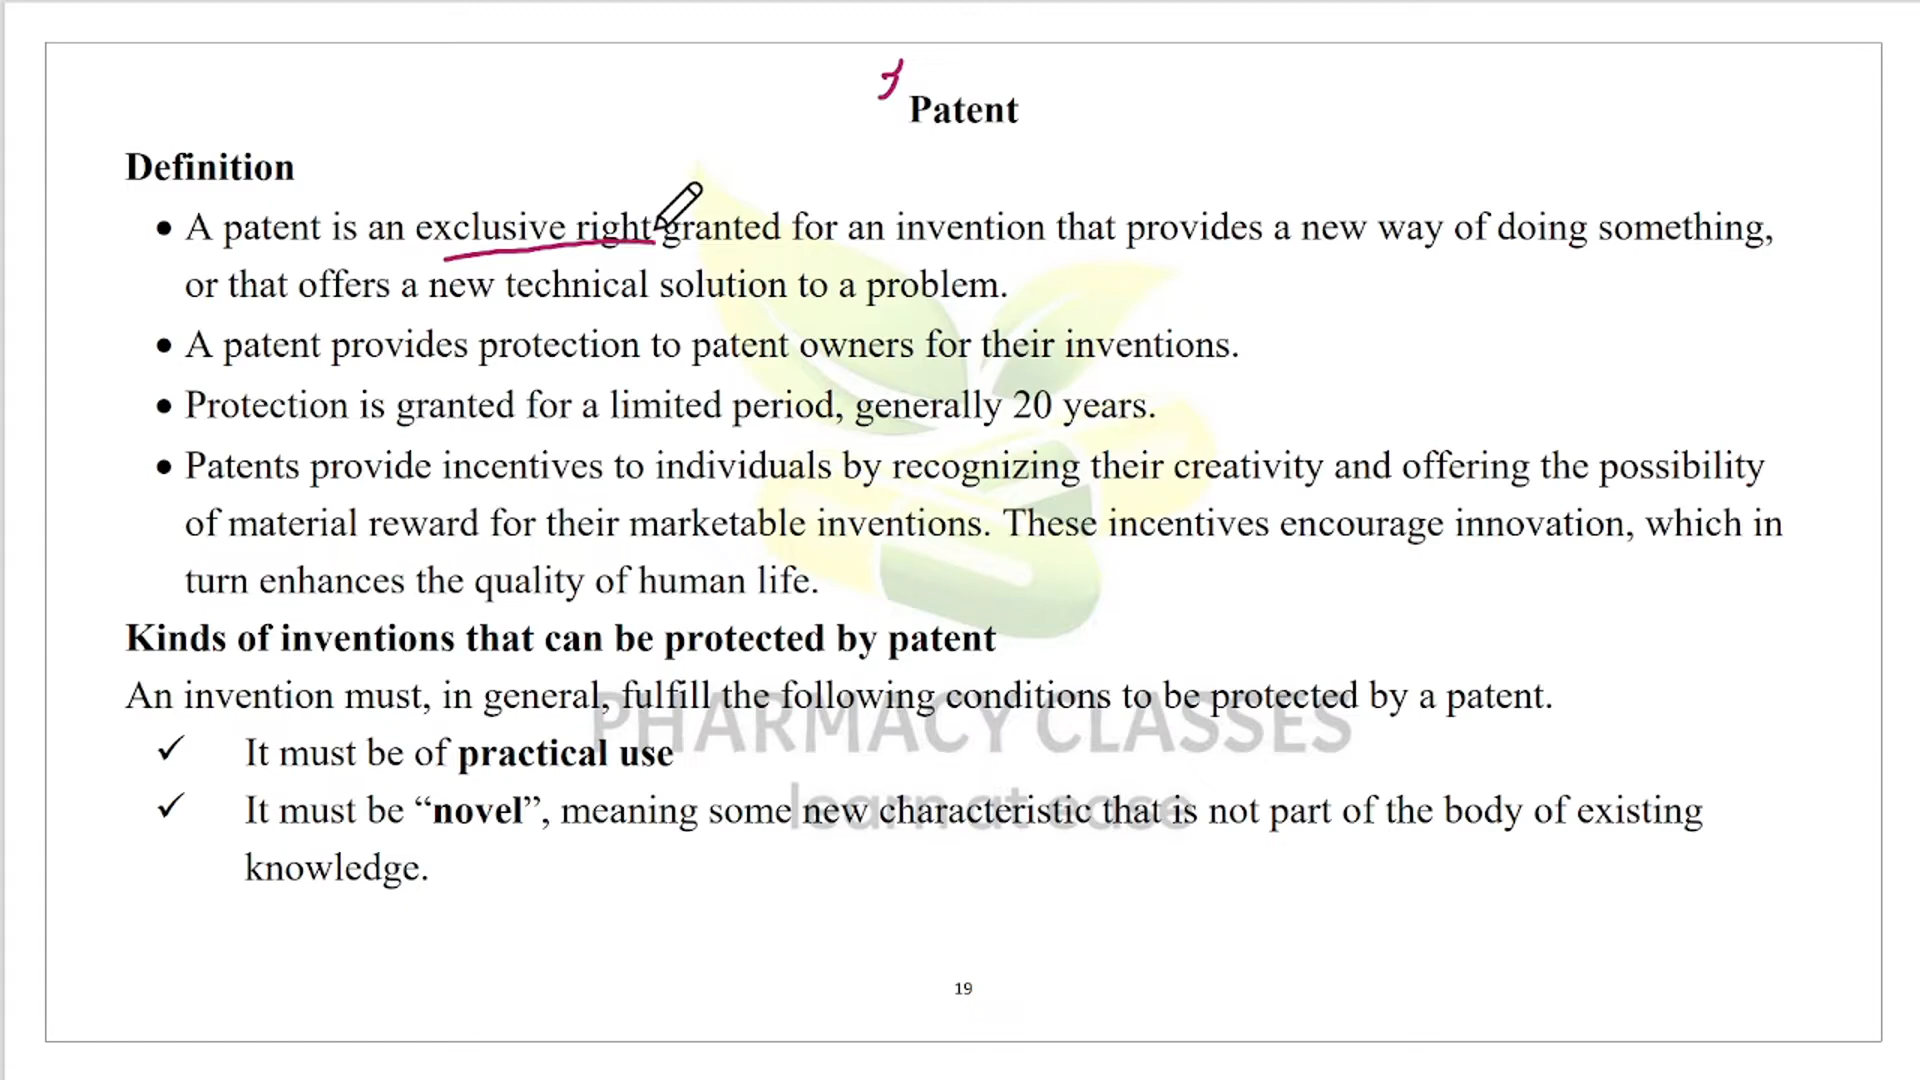 Patent
Definition
• A patent is an exclusive right granted for an invention that provides a new way of doing something,
or that offers a new technical solution to a problem.
• A patent provides protection to patent owners for their inventions.
• Protection is granted for a limited period, generally 20 years.
• Patents provide incentives to individuals by recognizing their creativity and offering the possibility
of material reward for their marketable inventions. These incentives encourage innovation, which in
turn enhances the quality of human life.
Kinds of inventions that can be protected by patent
An invention must, in general, fulfill the following conditions to be protected by a patent.
PHARMACY CLASSES
✓ It must be of practical use
learn at ease
✓ It must be “novel”, meaning some new characteristic that is not part of the body of existing
knowledge.
19